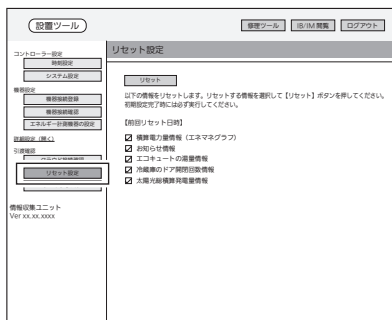 設置ツール
修理ツール
IB/IM 閲覧
ログアウト
コントローラー設定
時刻設定
システム設定
機器設定
機器接続登録
機器接続確認
エネルギー計測機器の設定
詳細設定（開く）
引渡確認
リセット設定
情報収集ユニット
Ver xx.xx.xxxx
リセット設定
リセット
以下の情報をリセットします。リセットする情報を選択して【リセット】ボタンを押してください。
初期設定完了時には必ず実行してください。
【前回リセット日時】
積算電力量情報（エネマネグラフ）
お知らせ情報
エコキュートの湯量情報
冷蔵庫のドア開閉回数情報
太陽光総積算発電量情報